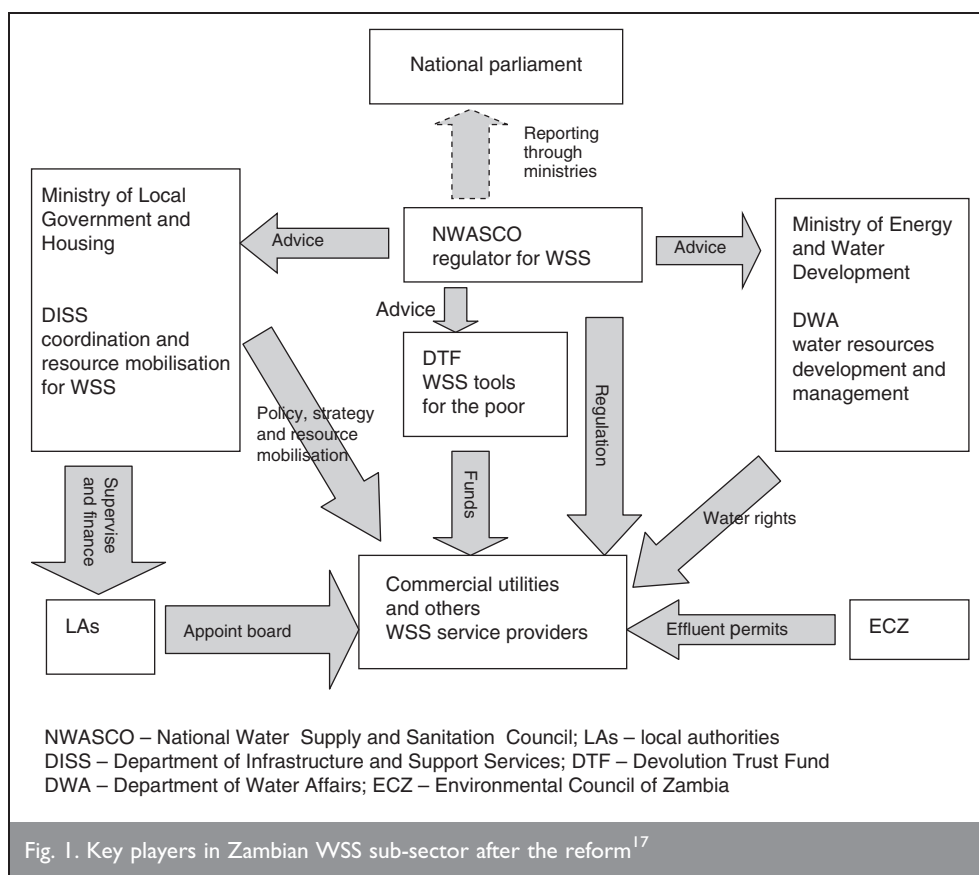 National parliament
Reporting
through
ministries
Ministry of Local
Government and
Housing
DISS
coordination and
resource mobilisation
for WSS
Advice
NWASCO
regulator for WSS
Advice
Ministry of Energy
and Water
Development
DWA
water resources
development and
management
Advice
DTF
WSS tools
for the poor
Policy, strategy
and resource
mobilisation
Regulation
Supervise
and finance
Funds
Water rights
LAs
Appoint board
Commercial utilities
and others
WSS service providers
Effluent permits
ECZ
NWASCO – National Water Supply and Sanitation Council; LAs – local authorities
DISS – Department of Infrastructure and Support Services; DTF – Devolution Trust Fund
DWA – Department of Water Affairs; ECZ – Environmental Council of Zambia
Fig. 1. Key players in Zambian WSS sub-sector after the reform17